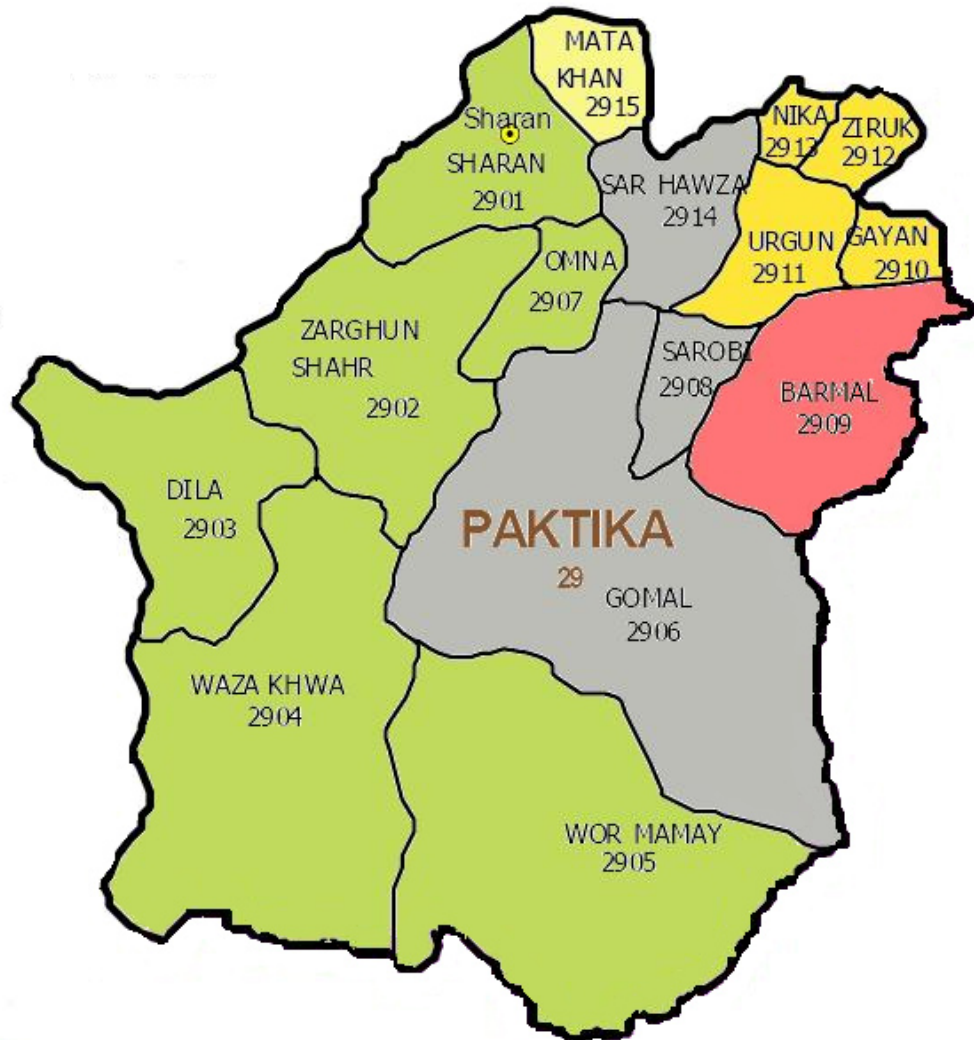 MATA
KHAN
2915
NIKA
2913
ZIRUK
2912
Sharan
SHARAN
2901
SAR HAWZA
2914
URGUN
2911
GAYAN
2910
OMNA
2907
ZARGHUN
SHAHR
2902
SAROBI
2908
BARMAL
2909
DILA
2903
PAKTIKA
29
GOMAL
2906
WAZA KHWA
2904
WOR MAMAY
2905